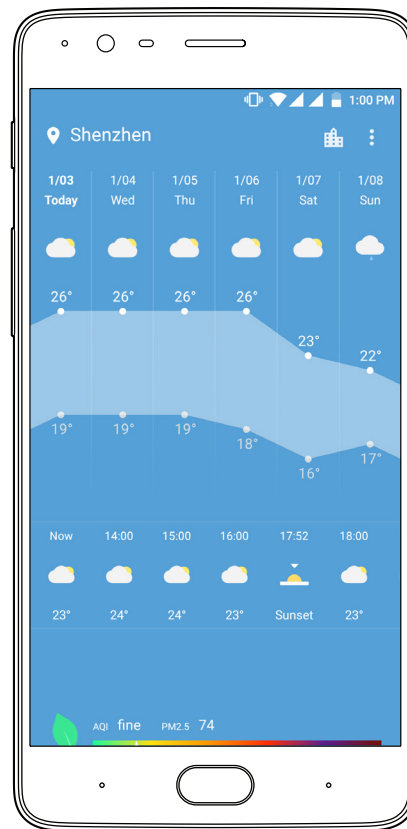 1:00 PM
Shenzhen
1/03 1/04 1/05 1/06 1/07 1/08
Today Wed Thu Fri Sat Sun
26° 26° 26° 26° 23° 22°
19° 19° 19° 18° 16° 17°
Now 14:00 15:00 16:00 17:52 18:00
23° 24° 24° 23° Sunset 23°
AQI fine PM2.5 74